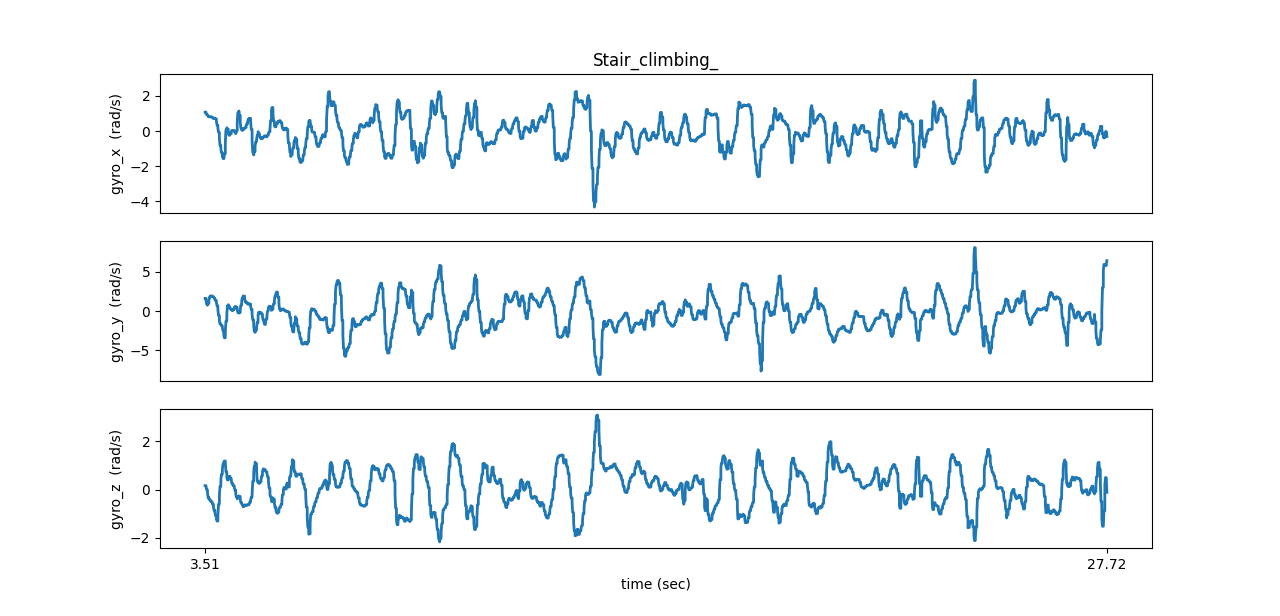 Stair_climbing_
gyro_x (rad/s)
2
0
−2
−4
gyro_y (rad/s)
5
0
−5
gyro_z (rad/s)
2
0
−2
3.51
27.72
time (sec)